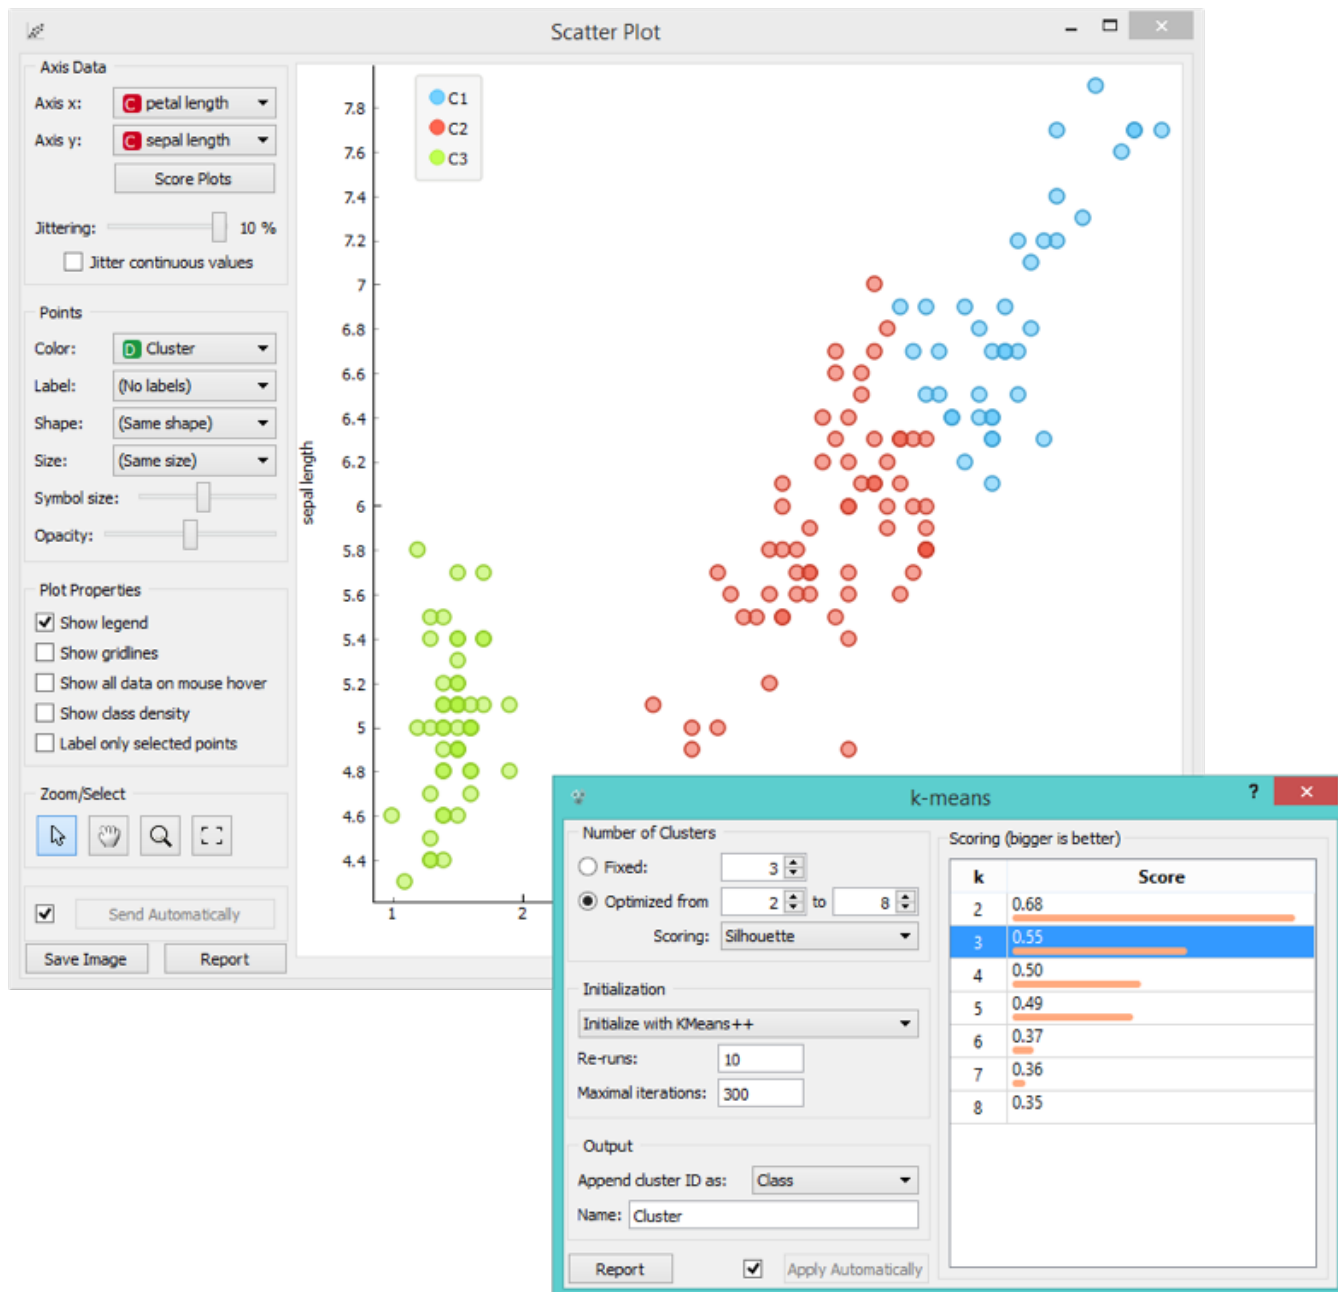 Scatter Plot
Axis Data
Axis x: C petal length
Axis y: C sepal length
Score Plots
Jittering: 10 %
Jitter continuous values
Points
Color: D Cluster
Label: (No labels)
Shape: (Same shape)
Size: (Same size)
Symbol size:
Opacity:
Plot Properties
Show legend
Show gridlines
Show all data on mouse hover
Show class density
Label only selected points
Zoom/Select
Send Automatically
Save Image Report
C1
C2
C3
sepal length
7.8
7.6
7.4
7.2
7
6.8
6.6
6.4
6.2
6
5.8
5.6
5.4
5.2
5
4.8
4.6
4.4
1 2
k-means ?
Number of Clusters
Fixed: 3
Optimized from 2 to 8
Scoring: Silhouette
Initialization
Initialize with KMeans++
Re-runs: 10
Maximal iterations: 300
Output
Append cluster ID as: Class
Name: Cluster
Report Apply Automatically
Scoring (bigger is better)
k Score
2 0.68
3 0.55
4 0.50
5 0.49
6 0.37
7 0.36
8 0.35